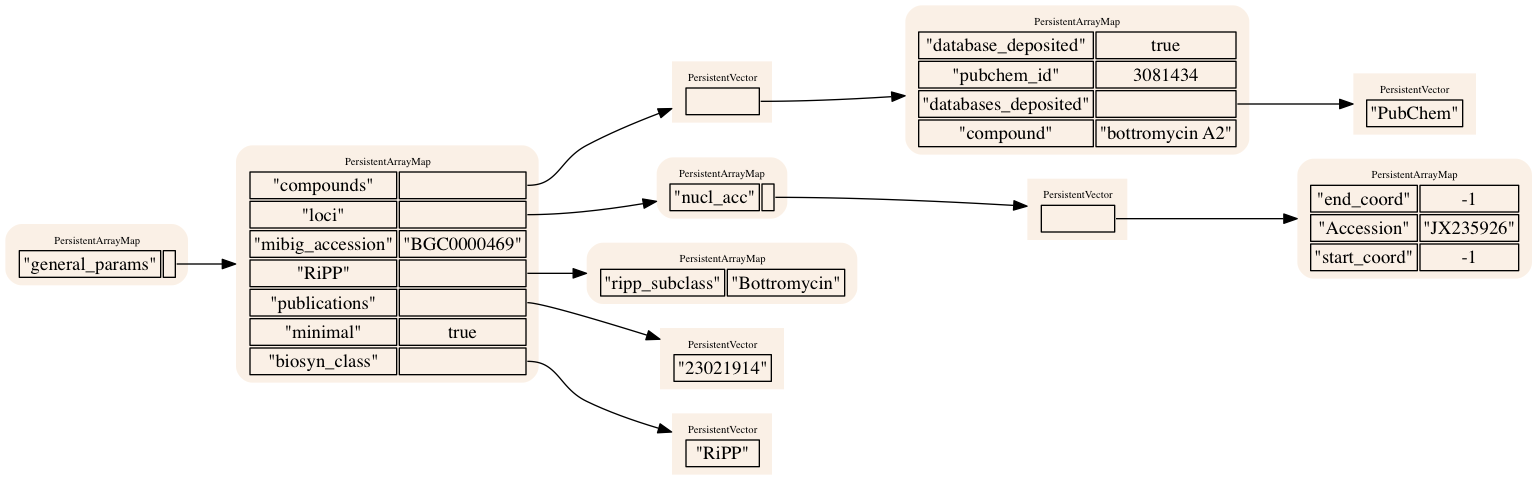 PersistentArrayMap
"general_params"
PersistentArrayMap
"compounds"
"loci"
"mibig_accession" "BGC0000469"
"RiPP"
"publications"
"minimal" true
"biosyn_class"
PersistentVector
PersistentArrayMap
"database_deposited" true
"pubchem_id" 3081434
"databases_deposited"
"compound" "bottromycin A2"
PersistentVector
"PubChem"
PersistentArrayMap
"nucl_acc"
PersistentVector
PersistentArrayMap
"end_coord" -1
"Accession" "JX235926"
"start_coord" -1
PersistentArrayMap
"ripp_subclass" "Bottromycin"
PersistentVector
"23021914"
PersistentVector
"RiPP"